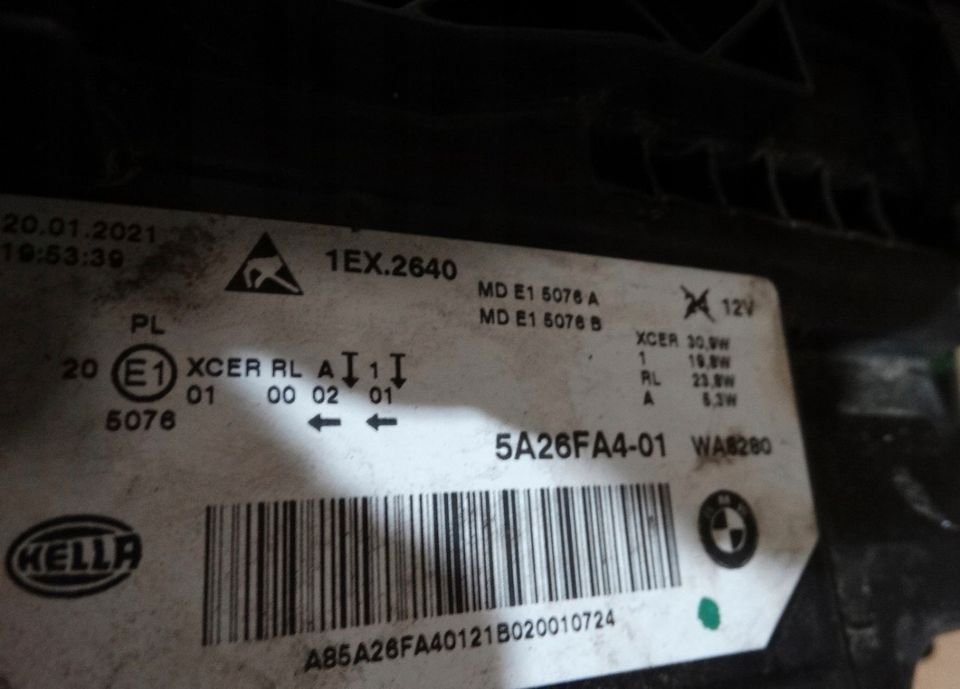 20.01.2021
19:53:39
1EX.2640
MD E1 5076 A
MD E1 5076 B
24 12V
PL
20 E1 XCER RL A 1
01 00 02 01
5076
XCER 30,9W
1 19,8W
RL 23,8W
A 5,3W
5A26FA4-01 WA8280
HELLA
A85A26FA40121B020010724